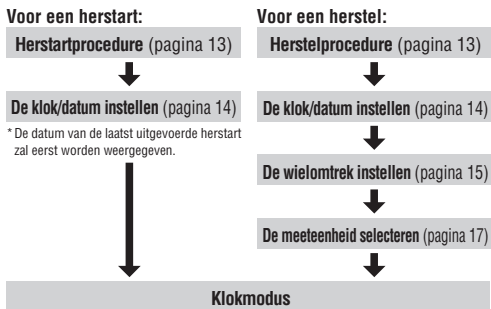 Voor een herstart:
Herstartprocedure (pagina 13)
De klok/datum instellen (pagina 14)
* De datum van de laatst uitgevoerde herstart
zal eerst worden weergegeven.
Voor een herstel:
Herstelprocedure (pagina 13)
De klok/datum instellen (pagina 14)
De wielomtrek instellen (pagina 15)
De meeteenheid selecteren (pagina 17)
Klokmodus